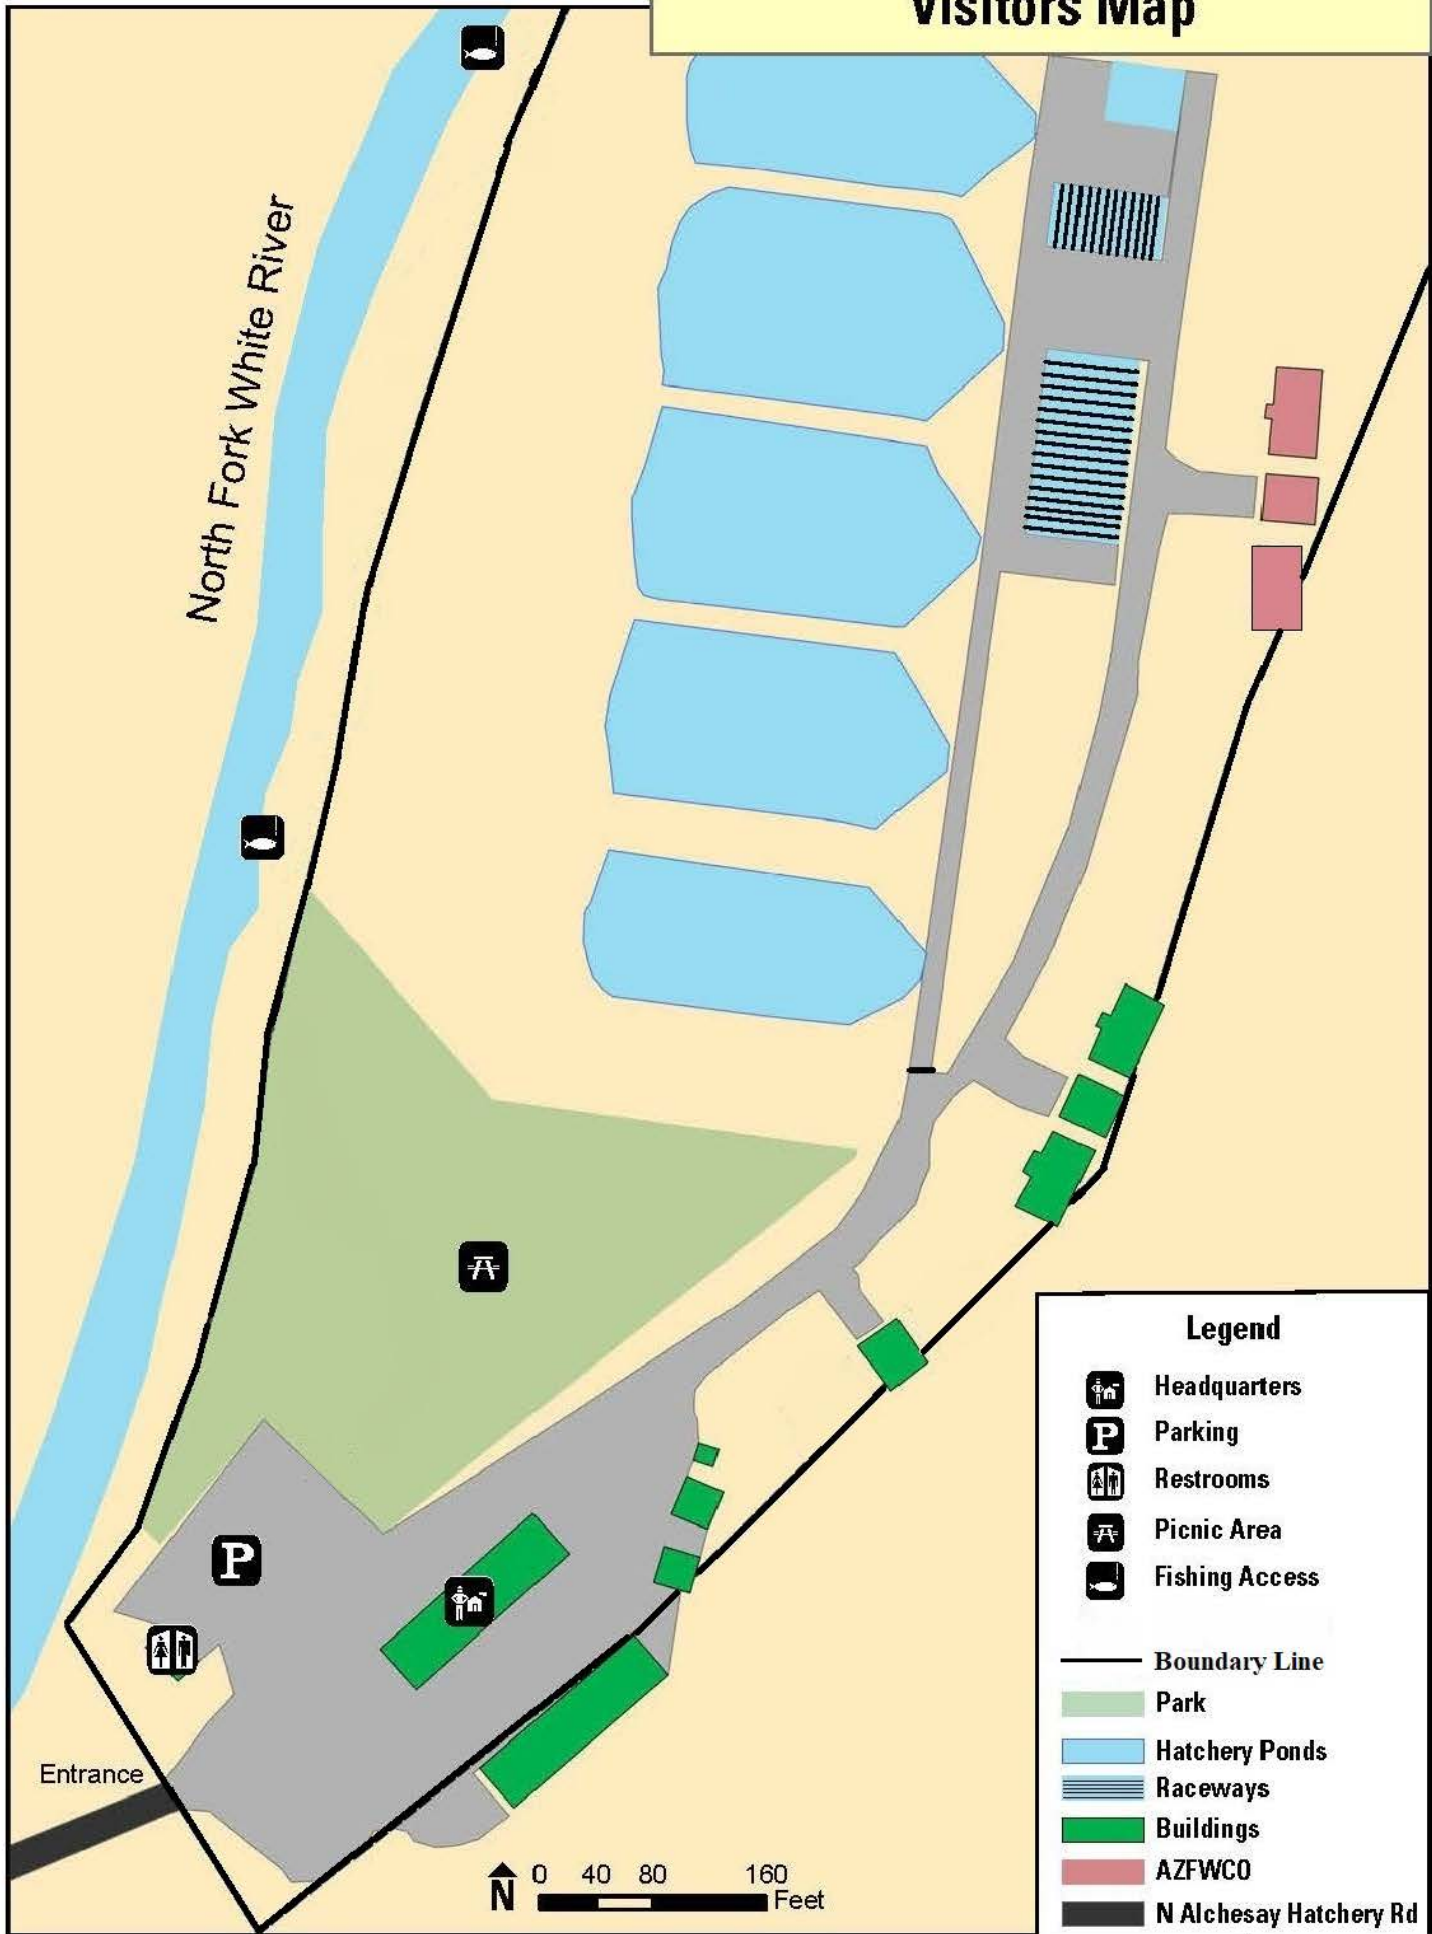 Visitors Map
North Fork White River
P
Entrance
N
0 40 80 160
Feet
Legend
Headquarters
P Parking
Restrooms
Picnic Area
Fishing Access
Boundary Line
Park
Hatchery Ponds
Raceways
Buildings
AZFWCO
N Alchesay Hatchery Rd